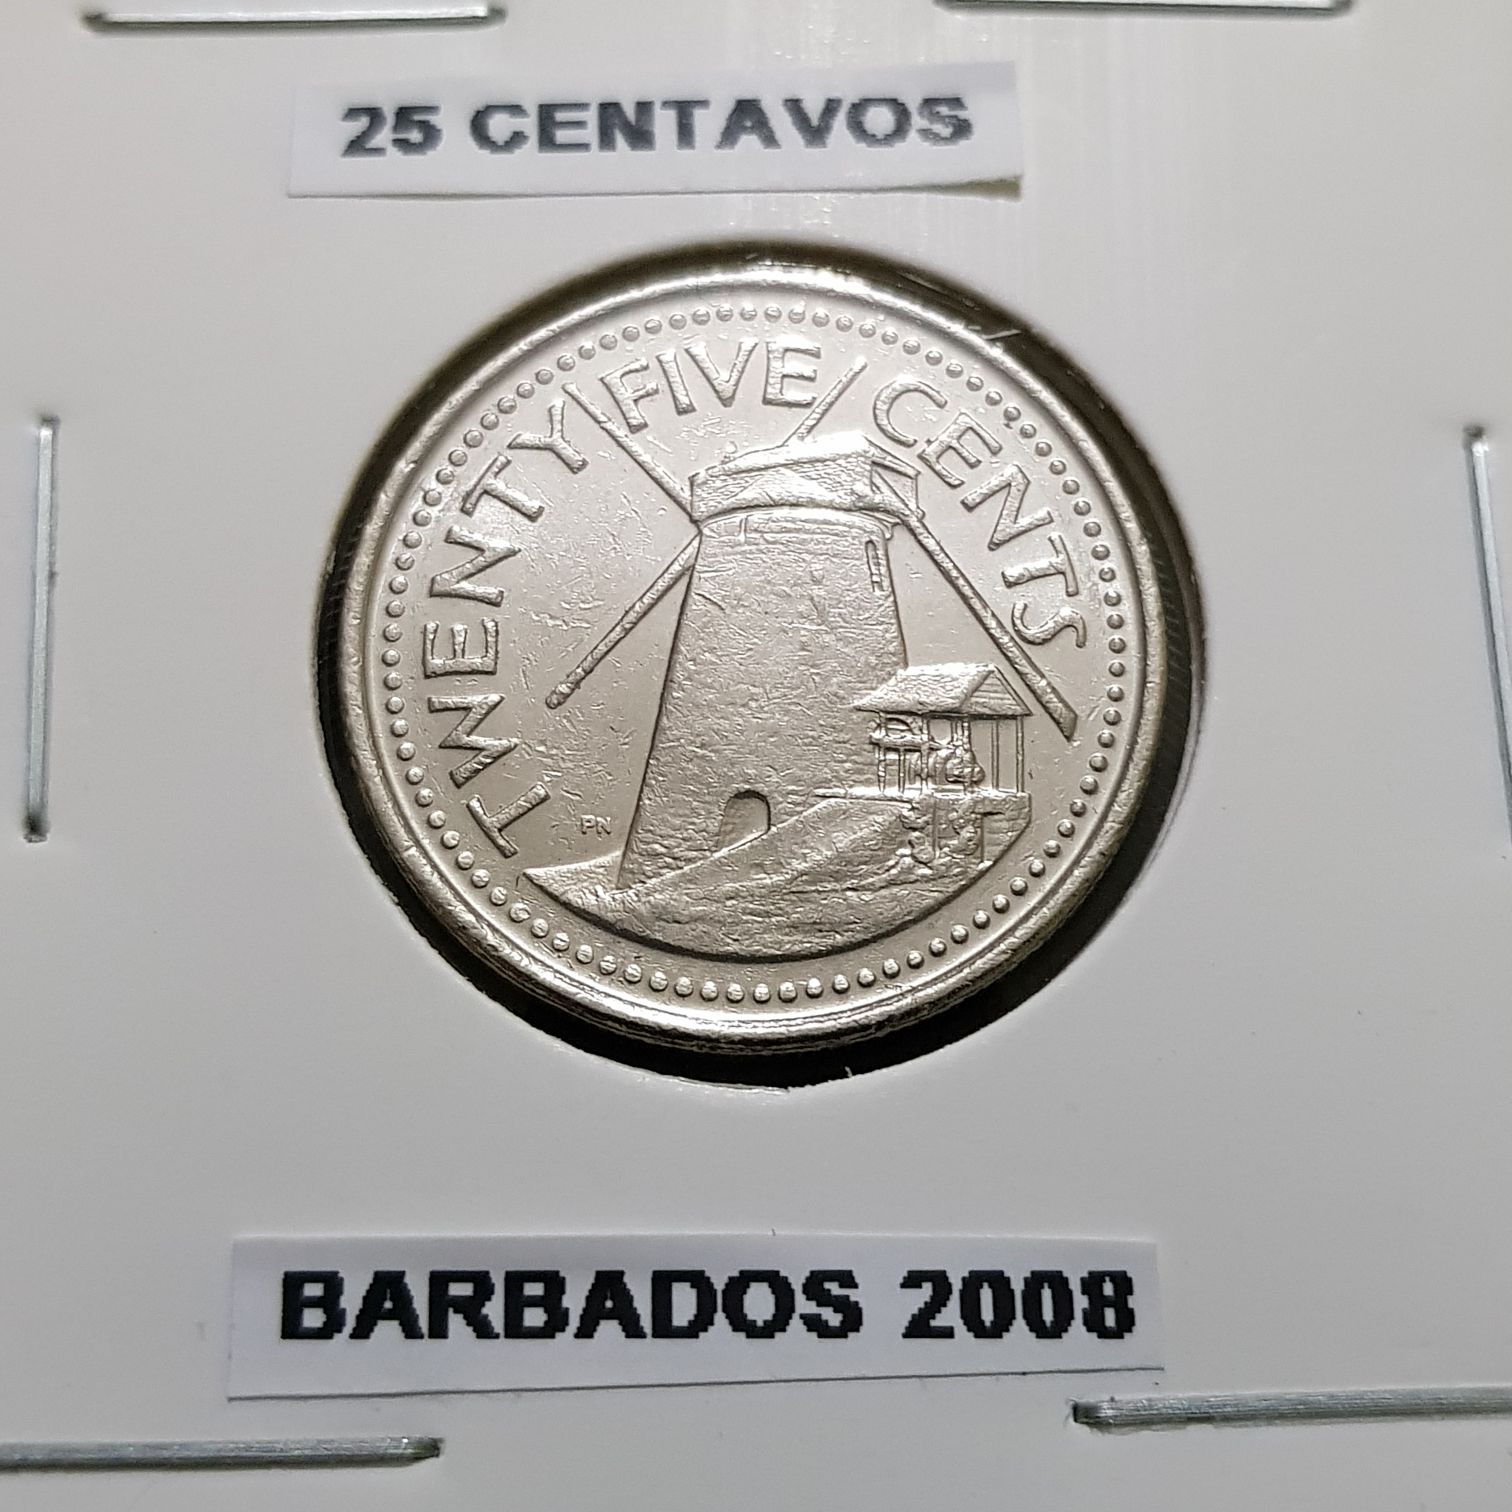 25 CENTAVOS
TWENTY FIVE CENTS
PN
BARBADOS 2008